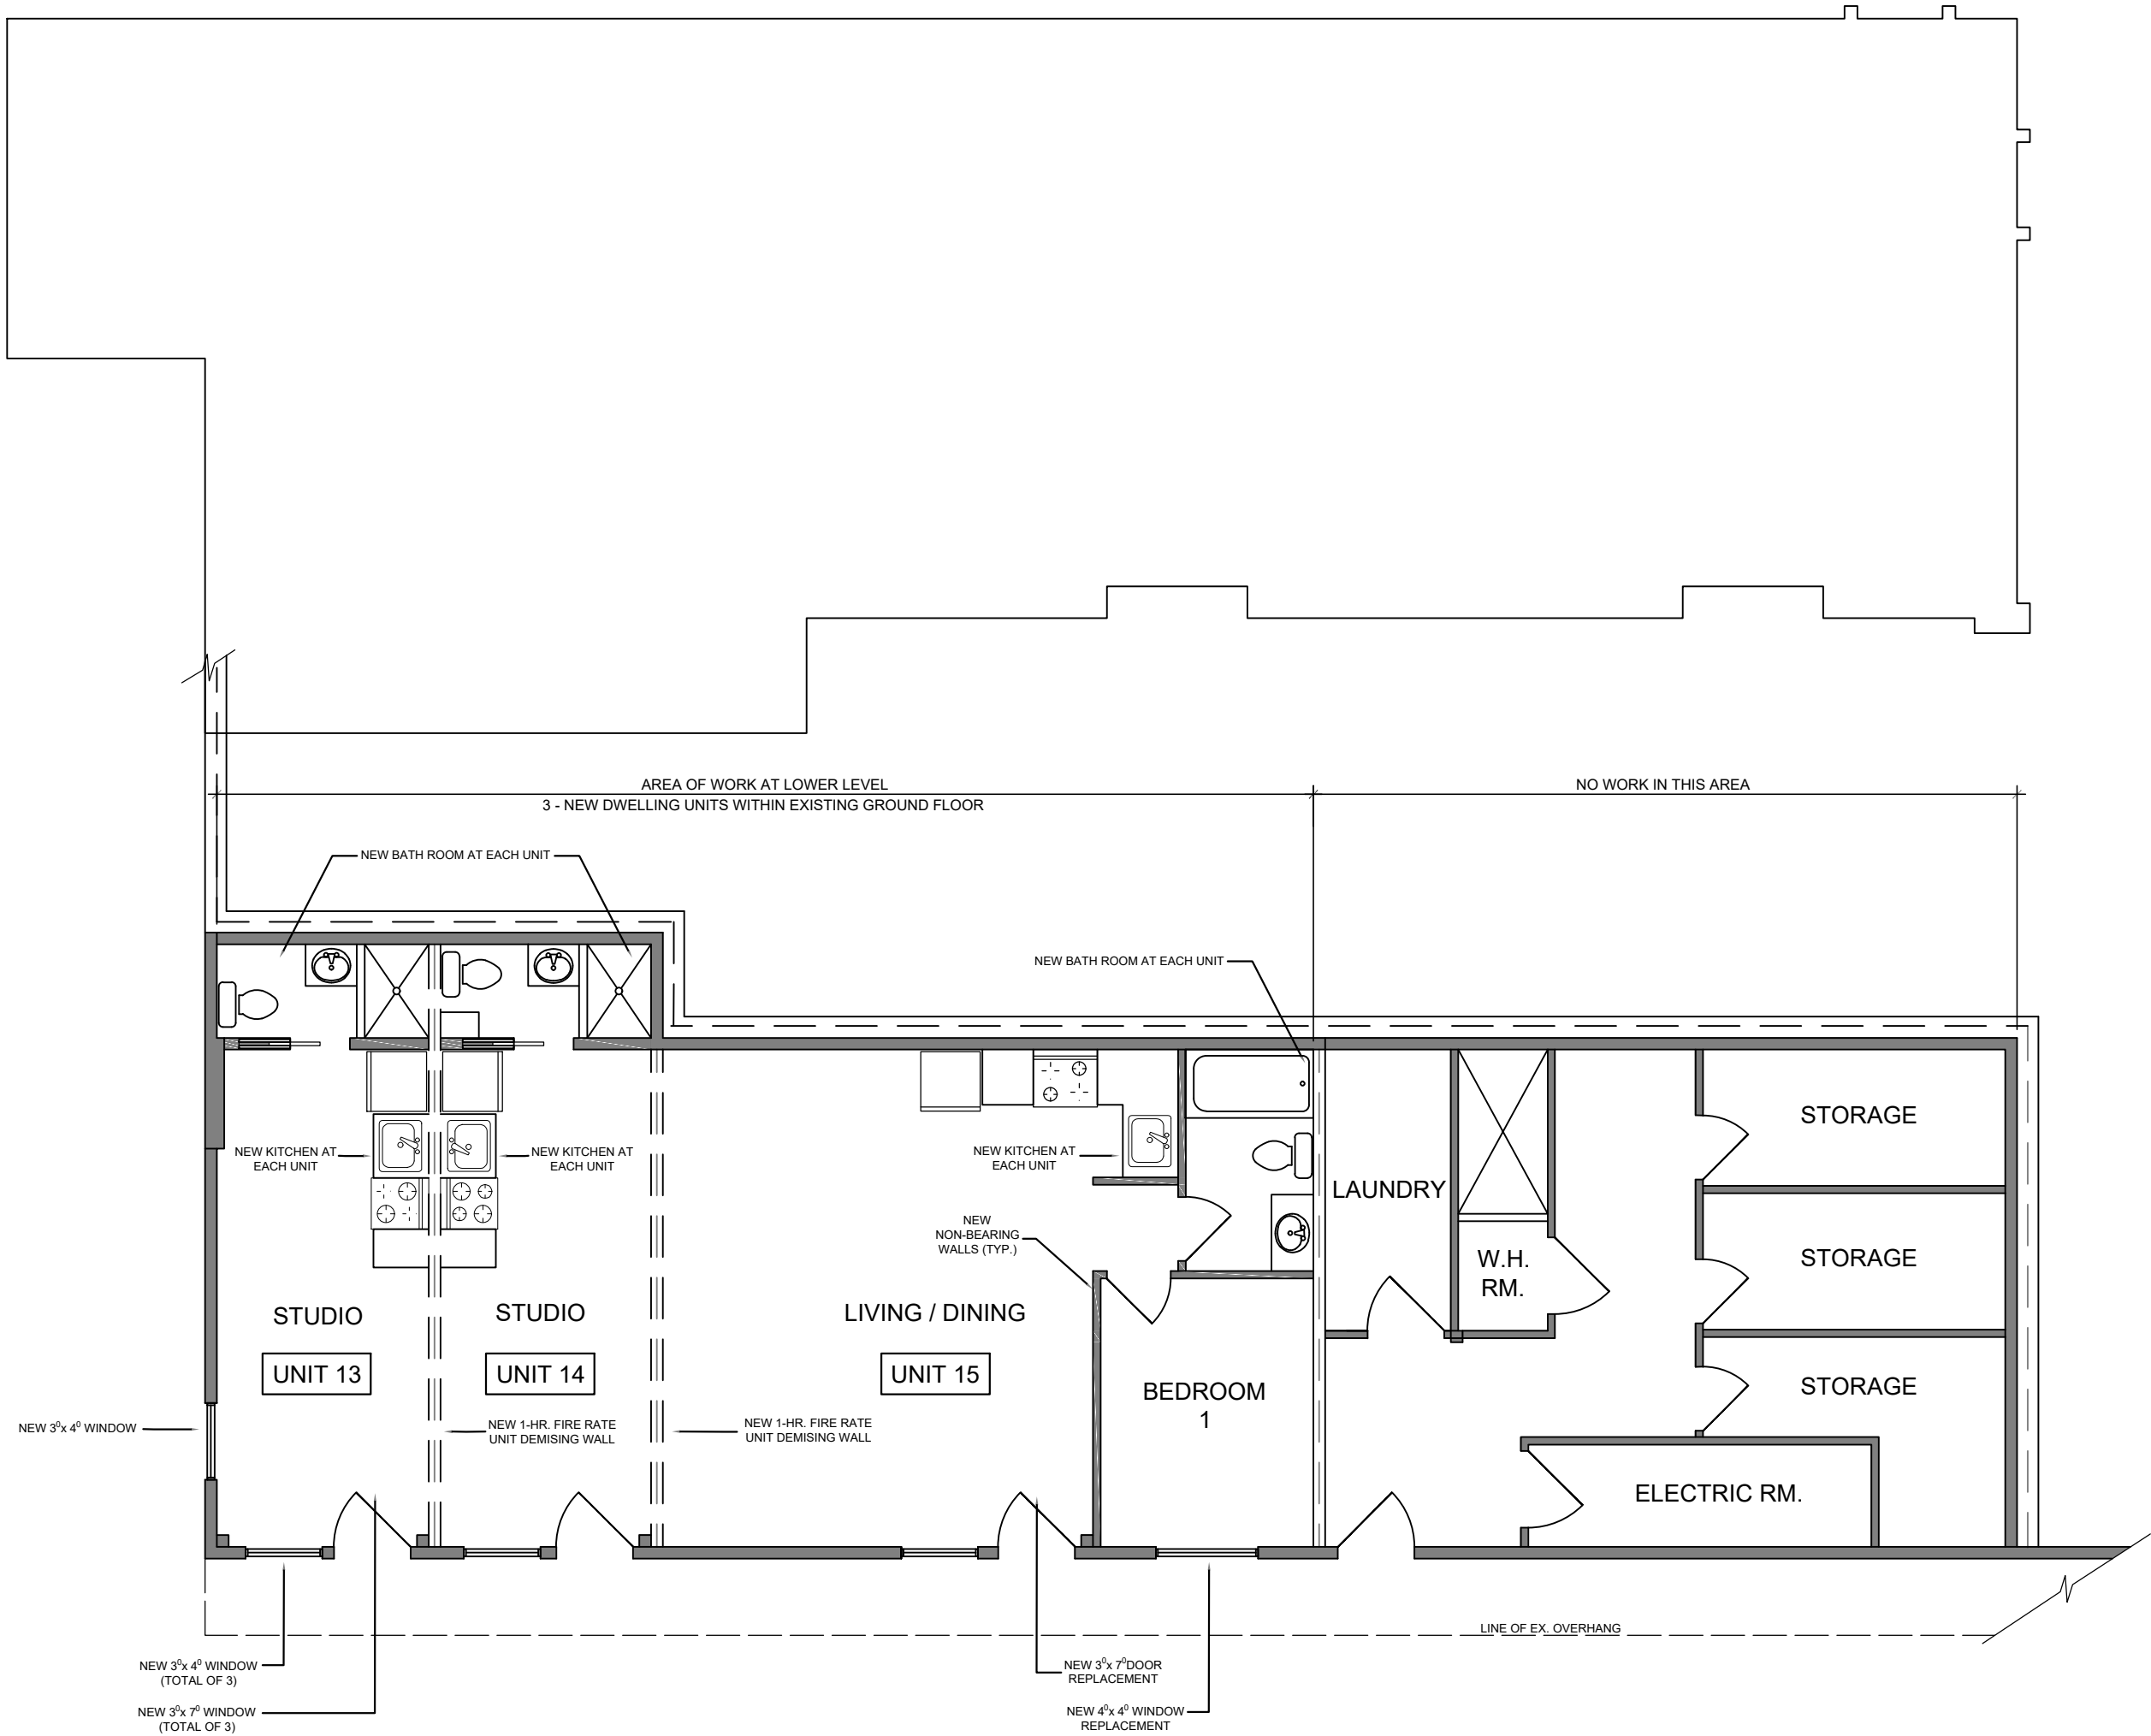 AREA OF WORK AT LOWER LEVEL
3 - NEW DWELLING UNITS WITHIN EXISTING GROUND FLOOR
NO WORK IN THIS AREA
NEW BATH ROOM AT EACH UNIT
NEW BATH ROOM AT EACH UNIT
STORAGE
NEW KITCHEN AT
EACH UNIT
NEW KITCHEN AT
EACH UNIT
NEW KITCHEN AT
EACH UNIT
LAUNDRY
NEW
NON-BEARING
WALLS (TYP.)
W.H.
RM.
STORAGE
STUDIO
UNIT 13
STUDIO
UNIT 14
LIVING / DINING
UNIT 15
BEDROOM
1
STORAGE
NEW 3⁰x 4⁰ WINDOW
NEW 1-HR. FIRE RATE
UNIT DEMISING WALL
NEW 1-HR. FIRE RATE
UNIT DEMISING WALL
ELECTRIC RM.
LINE OF EX. OVERHANG
NEW 3⁰x 4⁰ WINDOW
(TOTAL OF 3)
NEW 3⁰x 7⁰DOOR
REPLACEMENT
NEW 3⁰x 7⁰ WINDOW
(TOTAL OF 3)
NEW 4⁰x 4⁰ WINDOW
REPLACEMENT